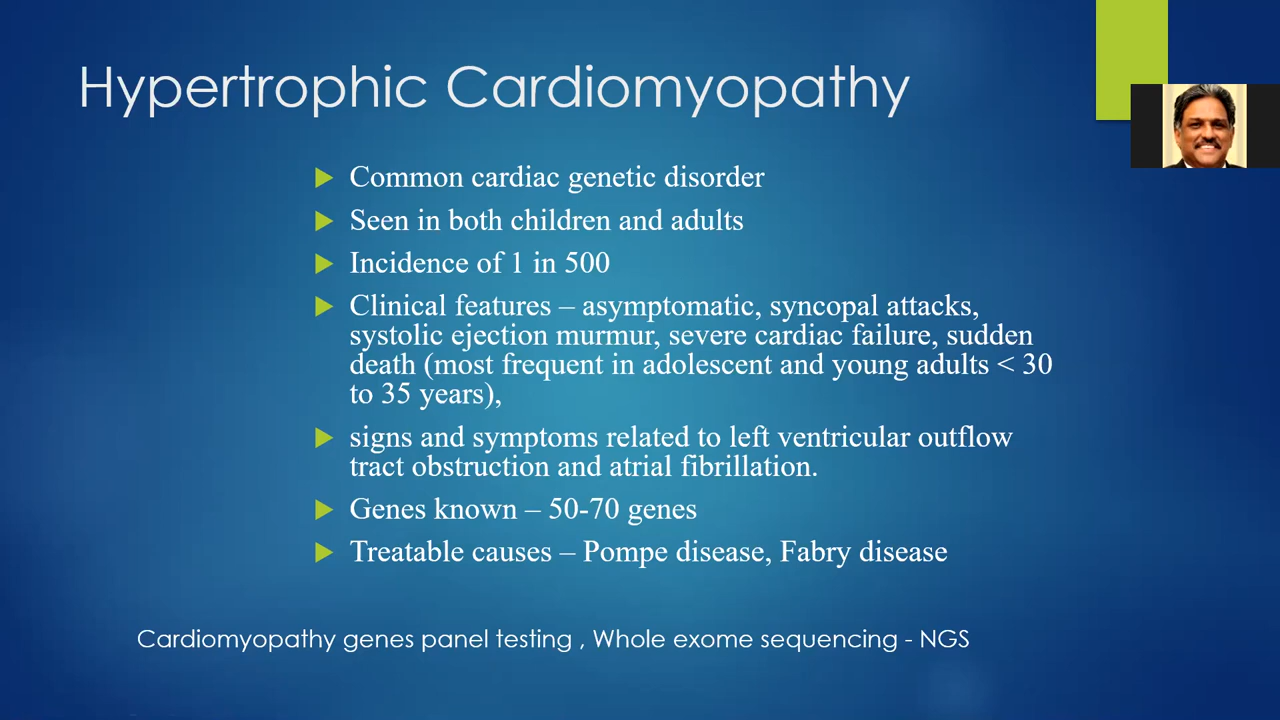 Hypertrophic Cardiomyopathy
Common cardiac genetic disorder
Seen in both children and adults
Incidence of 1 in 500
Clinical features – asymptomatic, syncopal attacks,
systolic ejection murmur, severe cardiac failure, sudden
death (most frequent in adolescent and young adults < 30
to 35 years),
signs and symptoms related to left ventricular outflow
tract obstruction and atrial fibrillation.
Genes known – 50-70 genes
Treatable causes – Pompe disease, Fabry disease
Cardiomyopathy genes panel testing , Whole exome sequencing - NGS